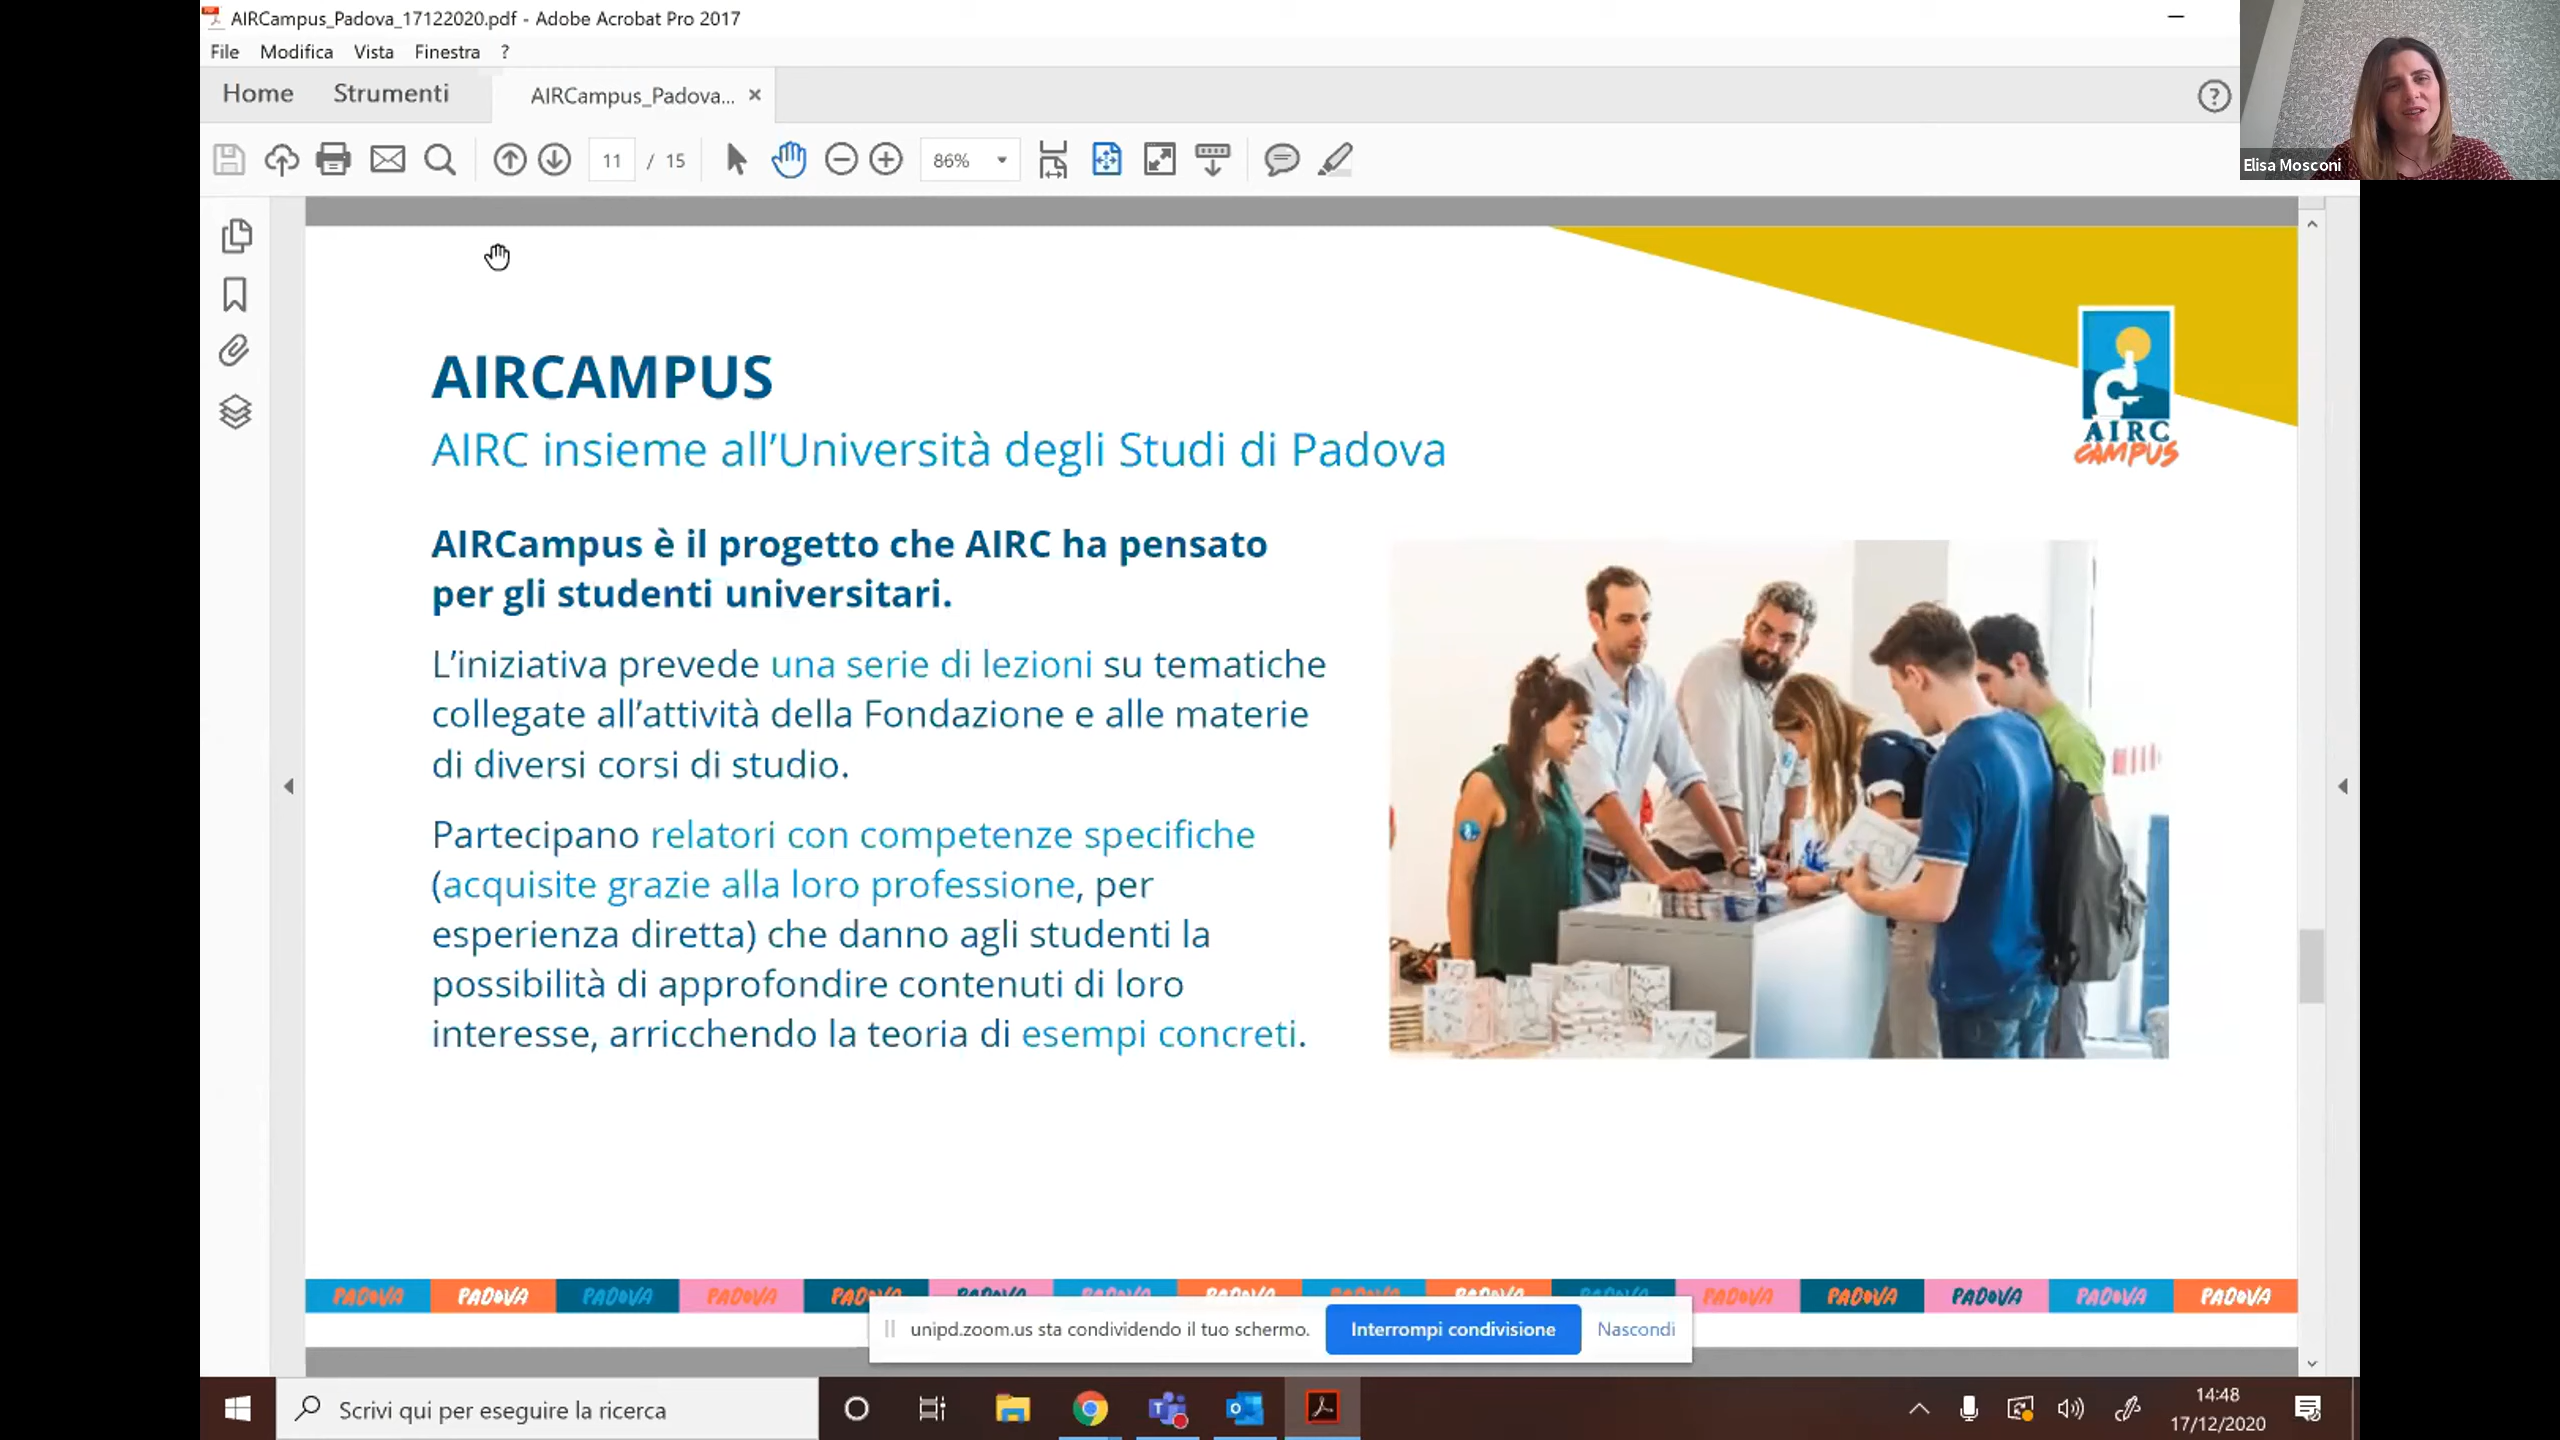 AIRCampus_Padova_17122020.pdf - Adobe Acrobat Pro 2017
File Modifica Vista Finestra ?
Home Strumenti AIRCampus_Padova... ×
11 / 15 86%
Elisa Mosconi
AIRCAMPUS
AIRC insieme all’Università degli Studi di Padova
AIRC
CAMPUS
AIRCampus è il progetto che AIRC ha pensato
per gli studenti universitari.
L’iniziativa prevede una serie di lezioni su tematiche
collegate all’attività della Fondazione e alle materie
di diversi corsi di studio.
Partecipano relatori con competenze specifiche
(acquisite grazie alla loro professione, per
esperienza diretta) che danno agli studenti la
possibilità di approfondire contenuti di loro
interesse, arricchendo la teoria di esempi concreti.
PADOVA PADOVA PADOVA PADOVA PADOVA PADOVA PADOVA PADOVA PADOVA PADOVA PADOVA PADOVA PADOVA PADOVA PADOVA PADOVA
unipd.zoom.us sta condividendo il tuo schermo. Interrompi condivisione Nascondi
Scrivi qui per eseguire la ricerca
14:48
17/12/2020